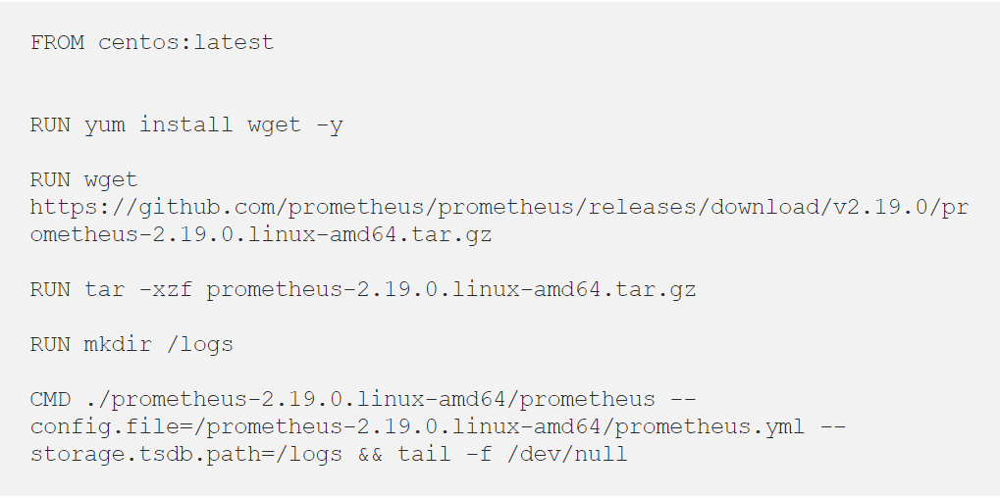 FROM centos:latest
RUN yum install wget -y
RUN wget
https://github.com/prometheus/prometheus/releases/download/v2.19.0/pr
ometheus-2.19.0.linux-amd64.tar.gz
RUN tar -xzf prometheus-2.19.0.linux-amd64.tar.gz
RUN mkdir /logs
CMD ./prometheus-2.19.0.linux-amd64/prometheus --
config.file=/prometheus-2.19.0.linux-amd64/prometheus.yml --
storage.tsdb.path=/logs && tail -f /dev/null